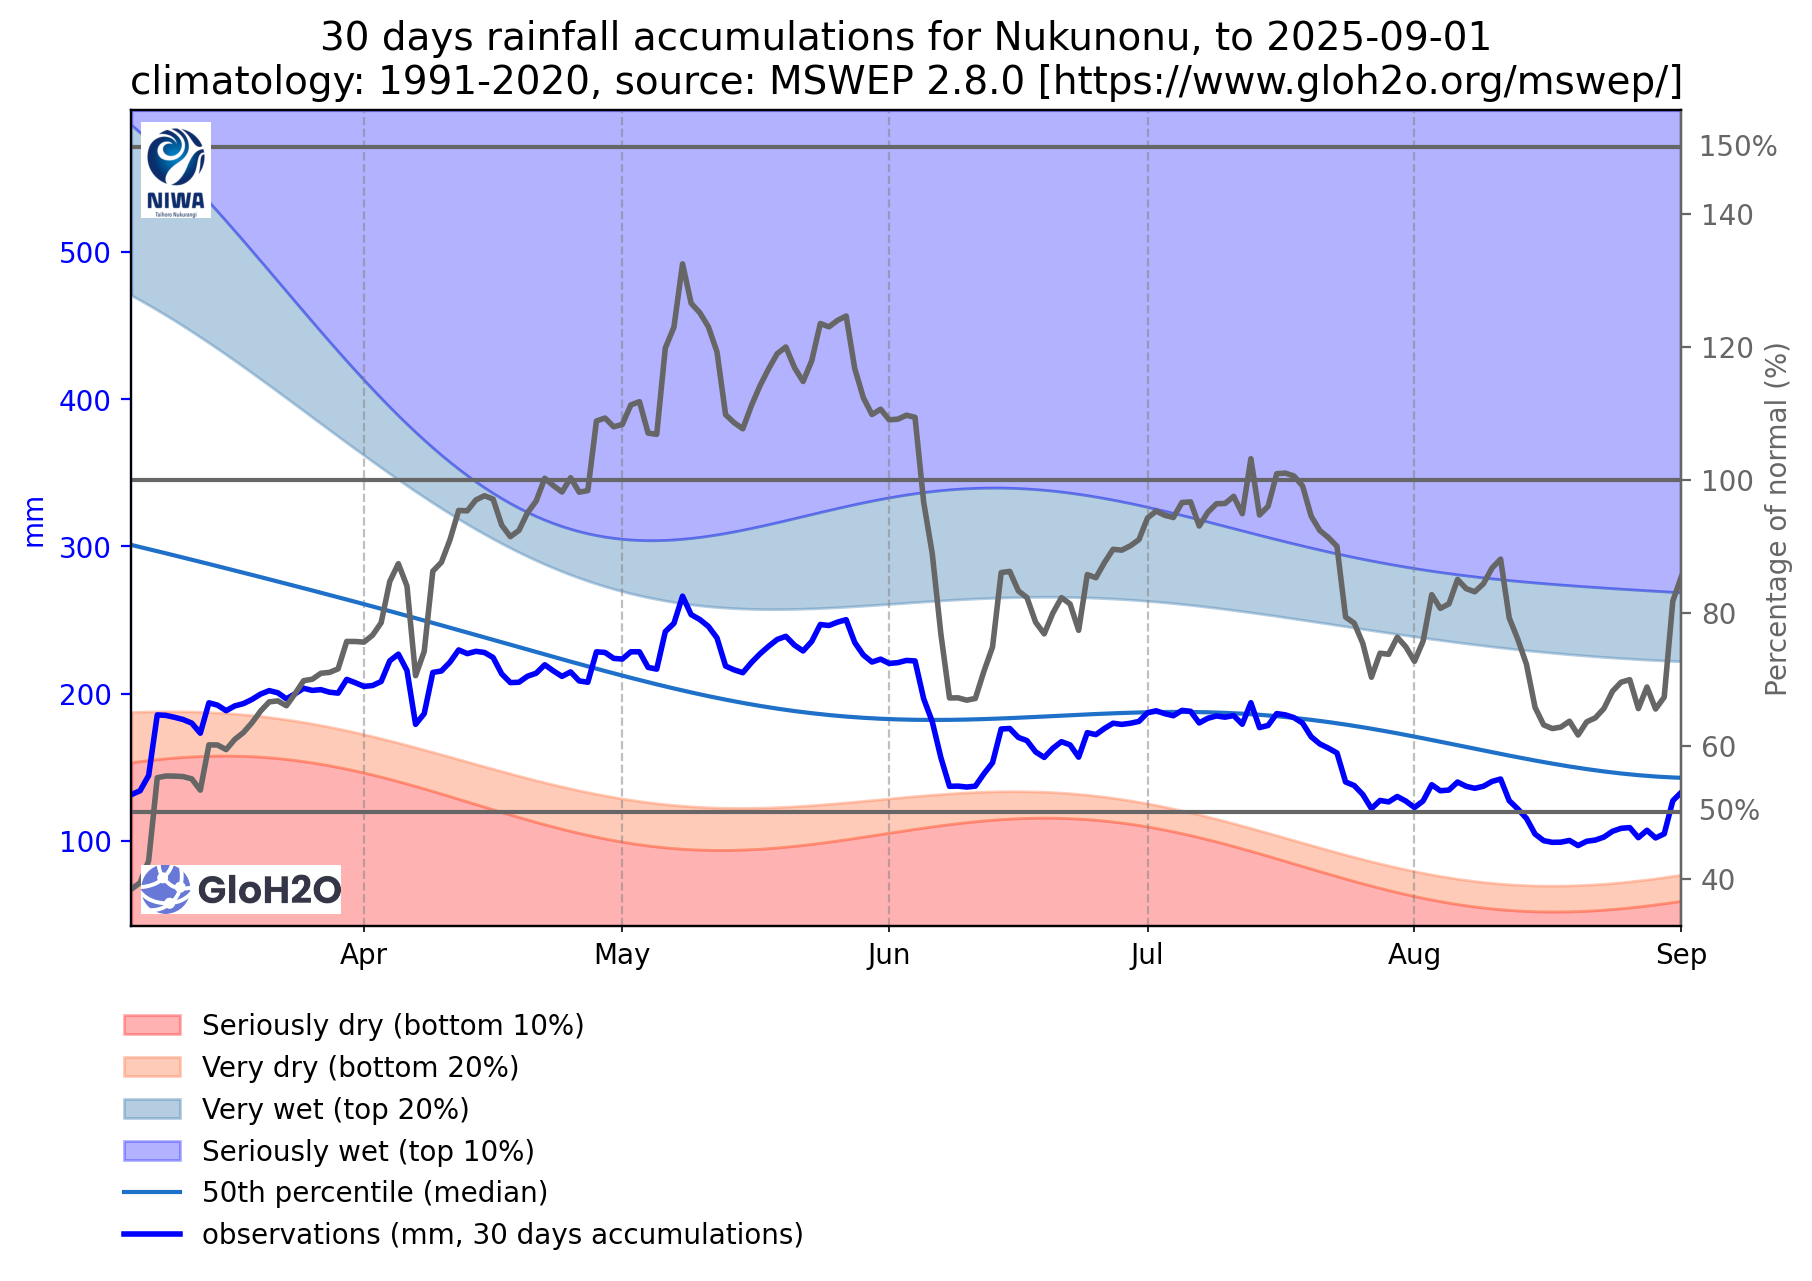 30 days rainfall accumulations for Nukunonu, to 2025-09-01
climatology: 1991-2020, source: MSWEP 2.8.0 [https://www.gloh2o.org/mswep/]
NIWA
Taihoro Nukurangi
500
400
300
200
100
mm
150%
140
120
100
80
60
50%
40
Percentage of normal (%)
GloH2O
Apr
May
Jun
Jul
Aug
Sep
Seriously dry (bottom 10%)
Very dry (bottom 20%)
Very wet (top 20%)
Seriously wet (top 10%)
50th percentile (median)
observations (mm, 30 days accumulations)